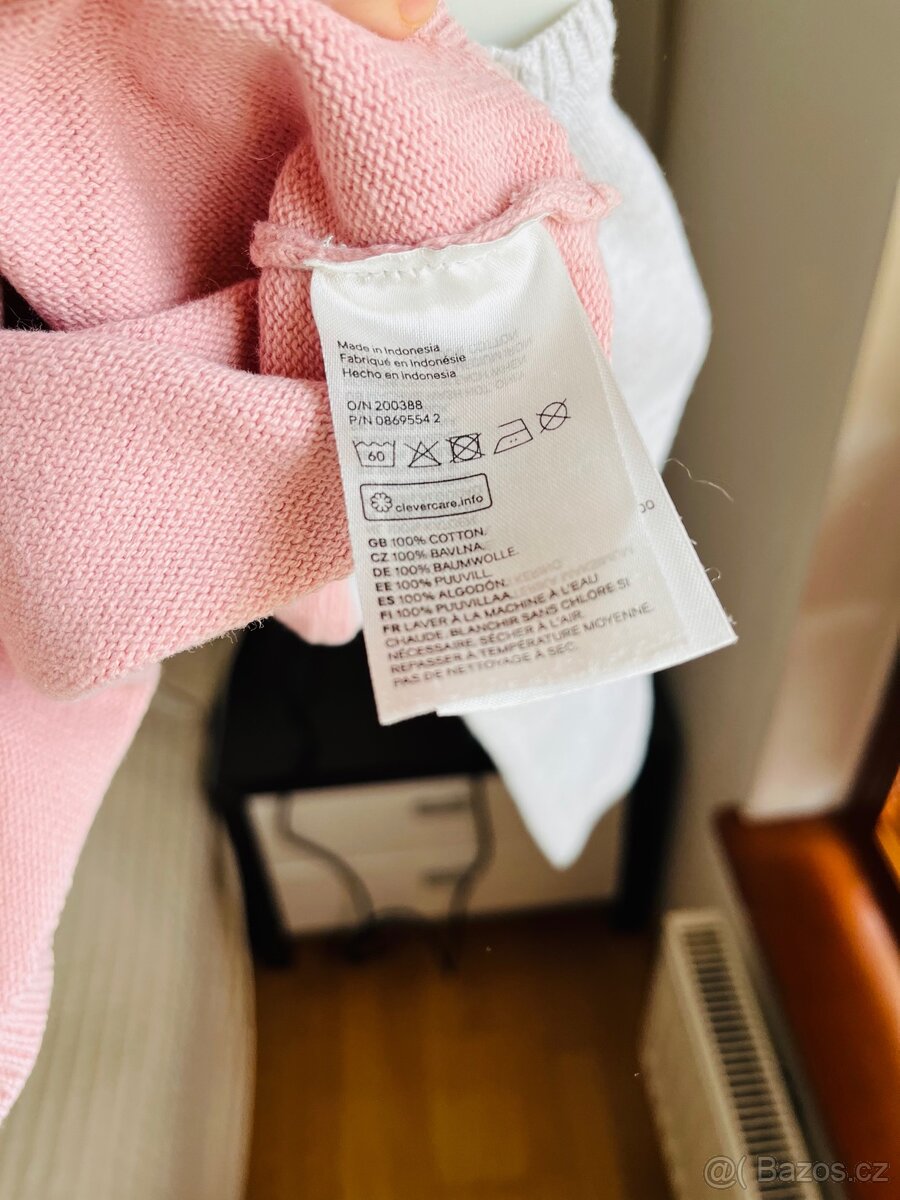 Made in Indonesia
Fabriqué en Indonésie
Hecho en indonesia
O/N 200388
P/N 0869554 2
60
clevercare.info
GB 100% COTTON.
CZ 100% BAVLNA.
DE 100% BAUMWOLLE.
EE 100% PUUVILL.
ES 100% ALGODÓN.
FI 100% PUUVILLAA.
FR LAVER À LA MACHINE À L'EAU
CHAUDE. BLANCHIR SANS CHLORE SI
NÉCESSAIRE. SÉCHER À L'AIR.
REPASSER À TEMPÉRATURE MOYENNE.
PAS DE NETTOYAGE À SEC.
@( Bazos.cz